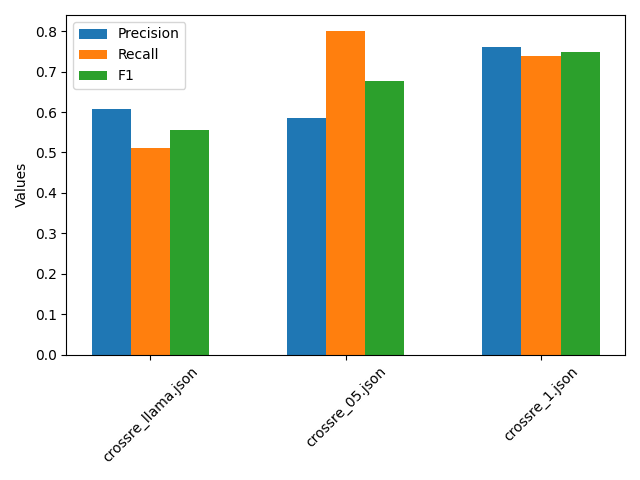 Precision
Recall
F1
Values
0.8
0.7
0.6
0.5
0.4
0.3
0.2
0.1
0.0
crossre_llama.json
crossre_05.json
crossre_1.json